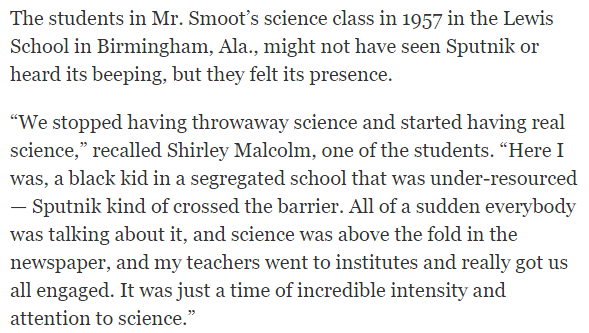 The students in Mr. Smoot’s science class in 1957 in the Lewis
School in Birmingham, Ala., might not have seen Sputnik or
heard its beeping, but they felt its presence.
“We stopped having throwaway science and started having real
science,” recalled Shirley Malcolm, one of the students. “Here I
was, a black kid in a segregated school that was under-resourced
— Sputnik kind of crossed the barrier. All of a sudden everybody
was talking about it, and science was above the fold in the
newspaper, and my teachers went to institutes and really got us
all engaged. It was just a time of incredible intensity and
attention to science.”